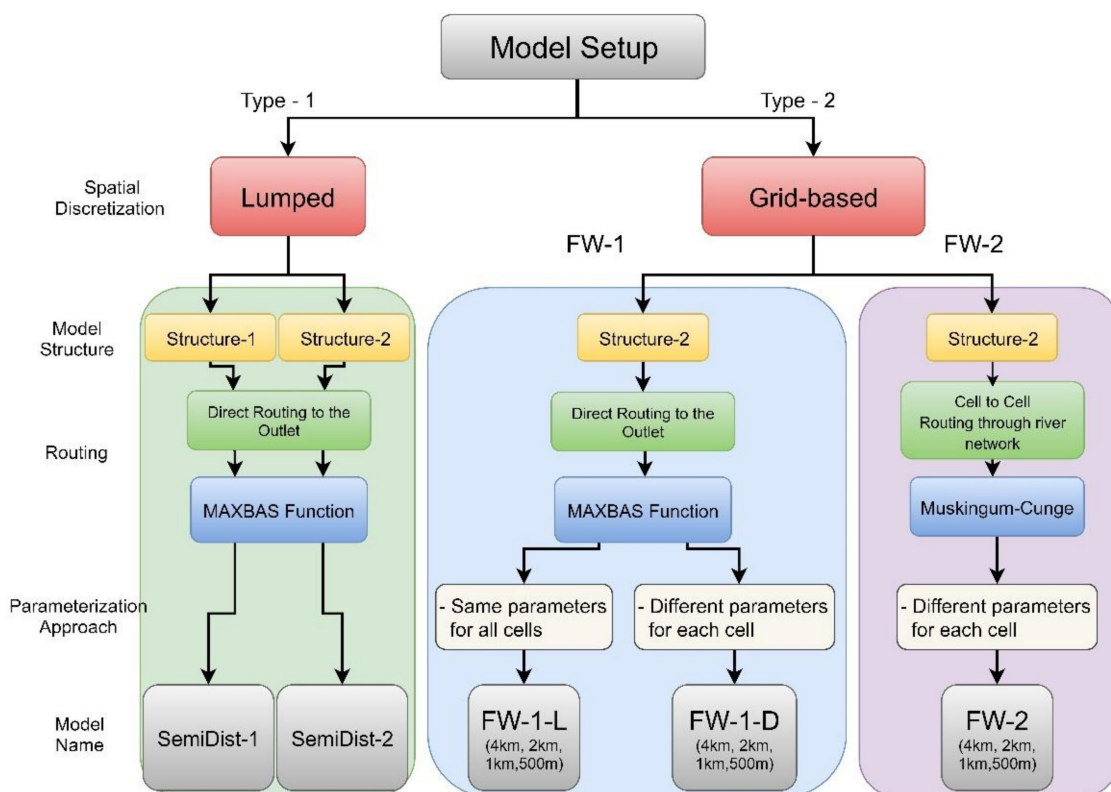 Model Setup
Type - 1
Type - 2
Spatial
Discretization
Lumped
Grid-based
FW-1
FW-2
Model
Structure
Structure-1
Structure-2
Structure-2
Structure-2
Routing
Direct Routing to the
Outlet
Direct Routing to the
Outlet
Cell to Cell
Routing through river
network
MAXBAS Function
MAXBAS Function
Muskingum-Cunge
Parameterization
Approach
- Same parameters
for all cells
- Different parameters
for each cell
- Different parameters
for each cell
Model
Name
SemiDist-1
SemiDist-2
FW-1-L
(4km, 2km,
1km,500m)
FW-1-D
(4km, 2km,
1km,500m)
FW-2
(4km, 2km,
1km,500m)